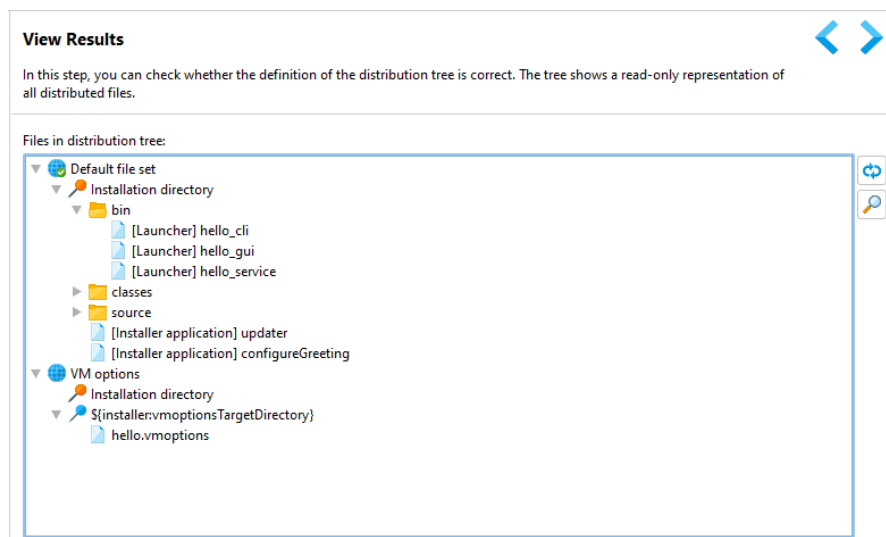 View Results
In this step, you can check whether the definition of the distribution tree is correct. The tree shows a read-only representation of
all distributed files.
Files in distribution tree:
Default file set
Installation directory
bin
[Launcher] hello_cli
[Launcher] hello_gui
[Launcher] hello_service
classes
source
[Installer application] updater
[Installer application] configureGreeting
VM options
Installation directory
${installer:vmoptionsTargetDirectory}
hello.vmoptions